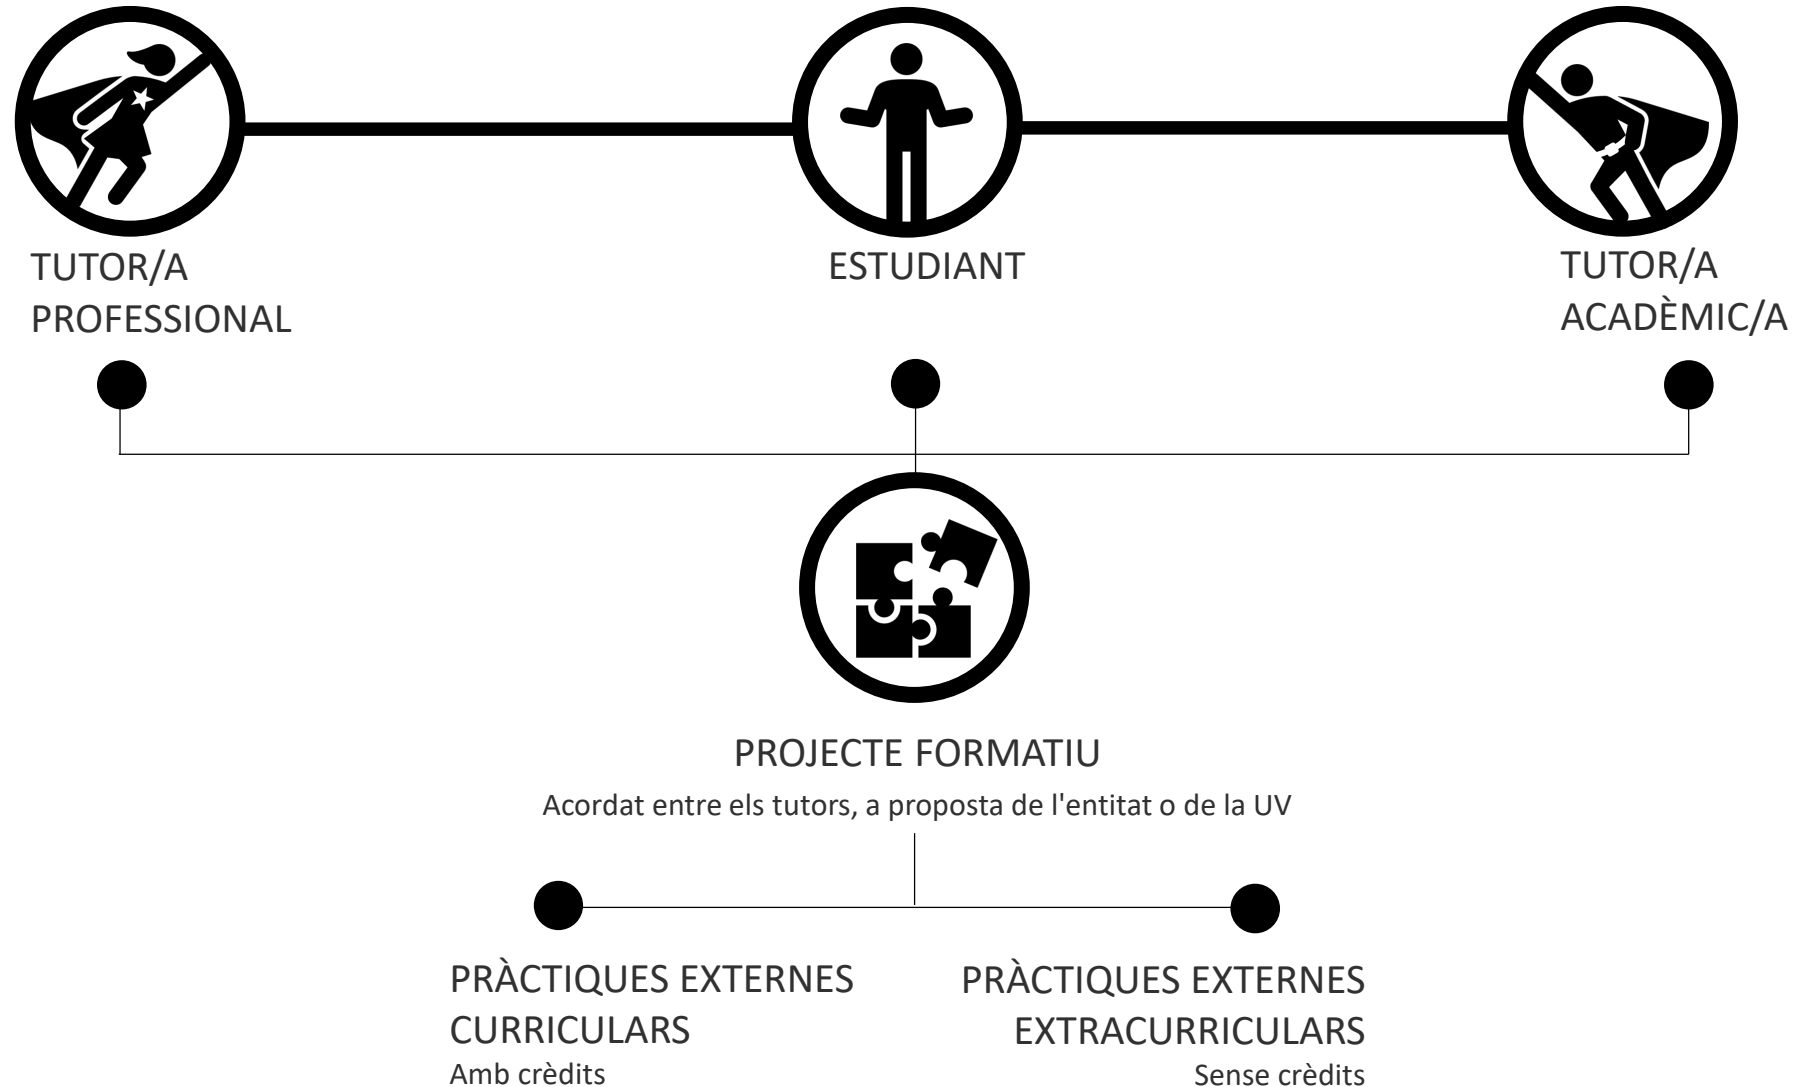 TUTOR/A
PROFESSIONAL
ESTUDIANT
TUTOR/A
ACADÈMIC/A
PROJECTE FORMATIU
Acordat entre els tutors, a proposta de l'entitat o de la UV
PRÀCTIQUES EXTERNES
CURRICULARS
Amb crèdits
PRÀCTIQUES EXTERNES
EXTRACURRICULARS
Sense crèdits